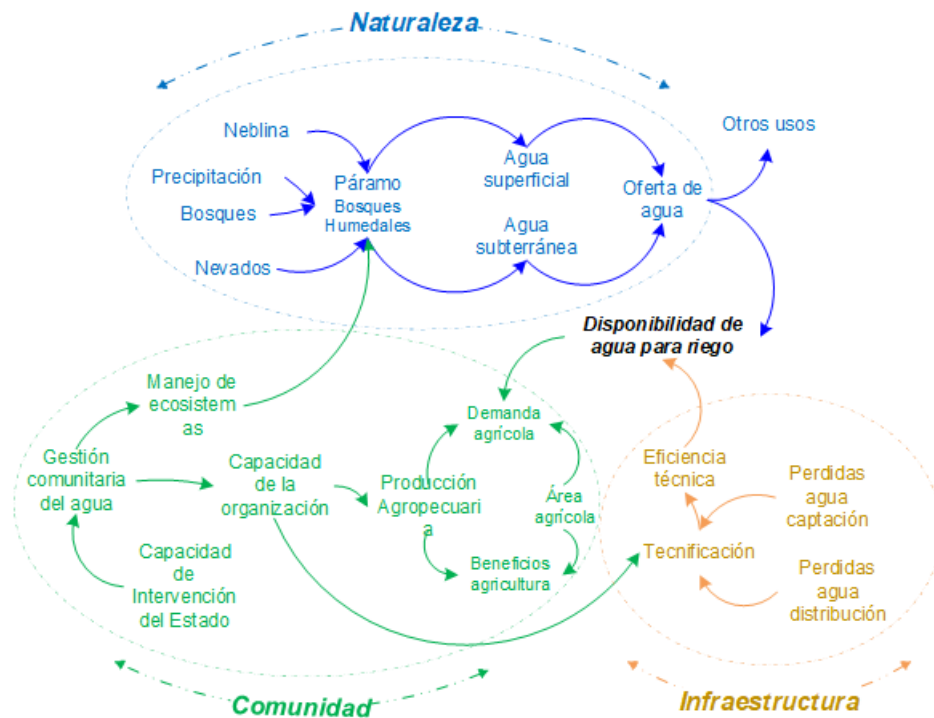 Naturaleza
Neblina
Precipitación
Bosques
Nevados
Páramo
Bosques
Humedales
Agua
superficial
Agua
subterránea
Oferta de
agua
Otros usos
Disponibilidad de
agua para riego
Manejo de
ecosistem
as
Gestión
comunitaria
del agua
Capacidad
de la
organización
Capacidad
de
Intervención
del Estado
Producción
Agropecuari
a
Demanda
agrícola
Área
agrícola
Beneficios
agricultura
Eficiencia
técnica
Tecnificación
Perdidas
agua
captación
Perdidas
agua
distribución
Comunidad
Infraestructura